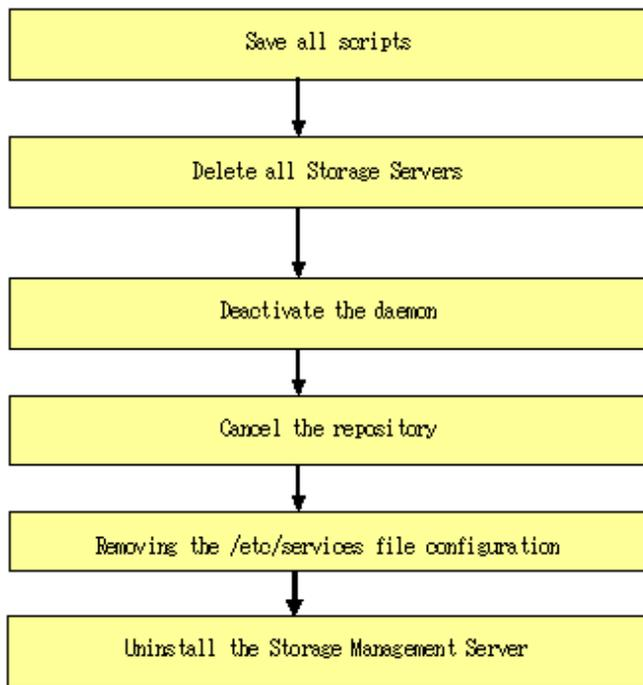 Save all scripts
Delete all Storage Servers
Deactivate the daemon
Cancel the repository
Removing the /etc/services file configuration
Uninstall the Storage Management Server